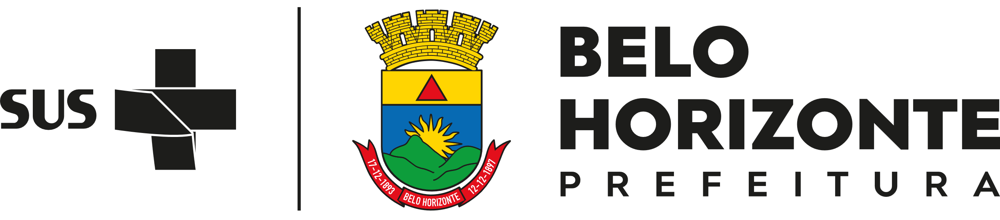 SUS
17/12/1893
BELO HORIZONTE
12-12-1897
BELO
HORIZONTE
PREFEITURA